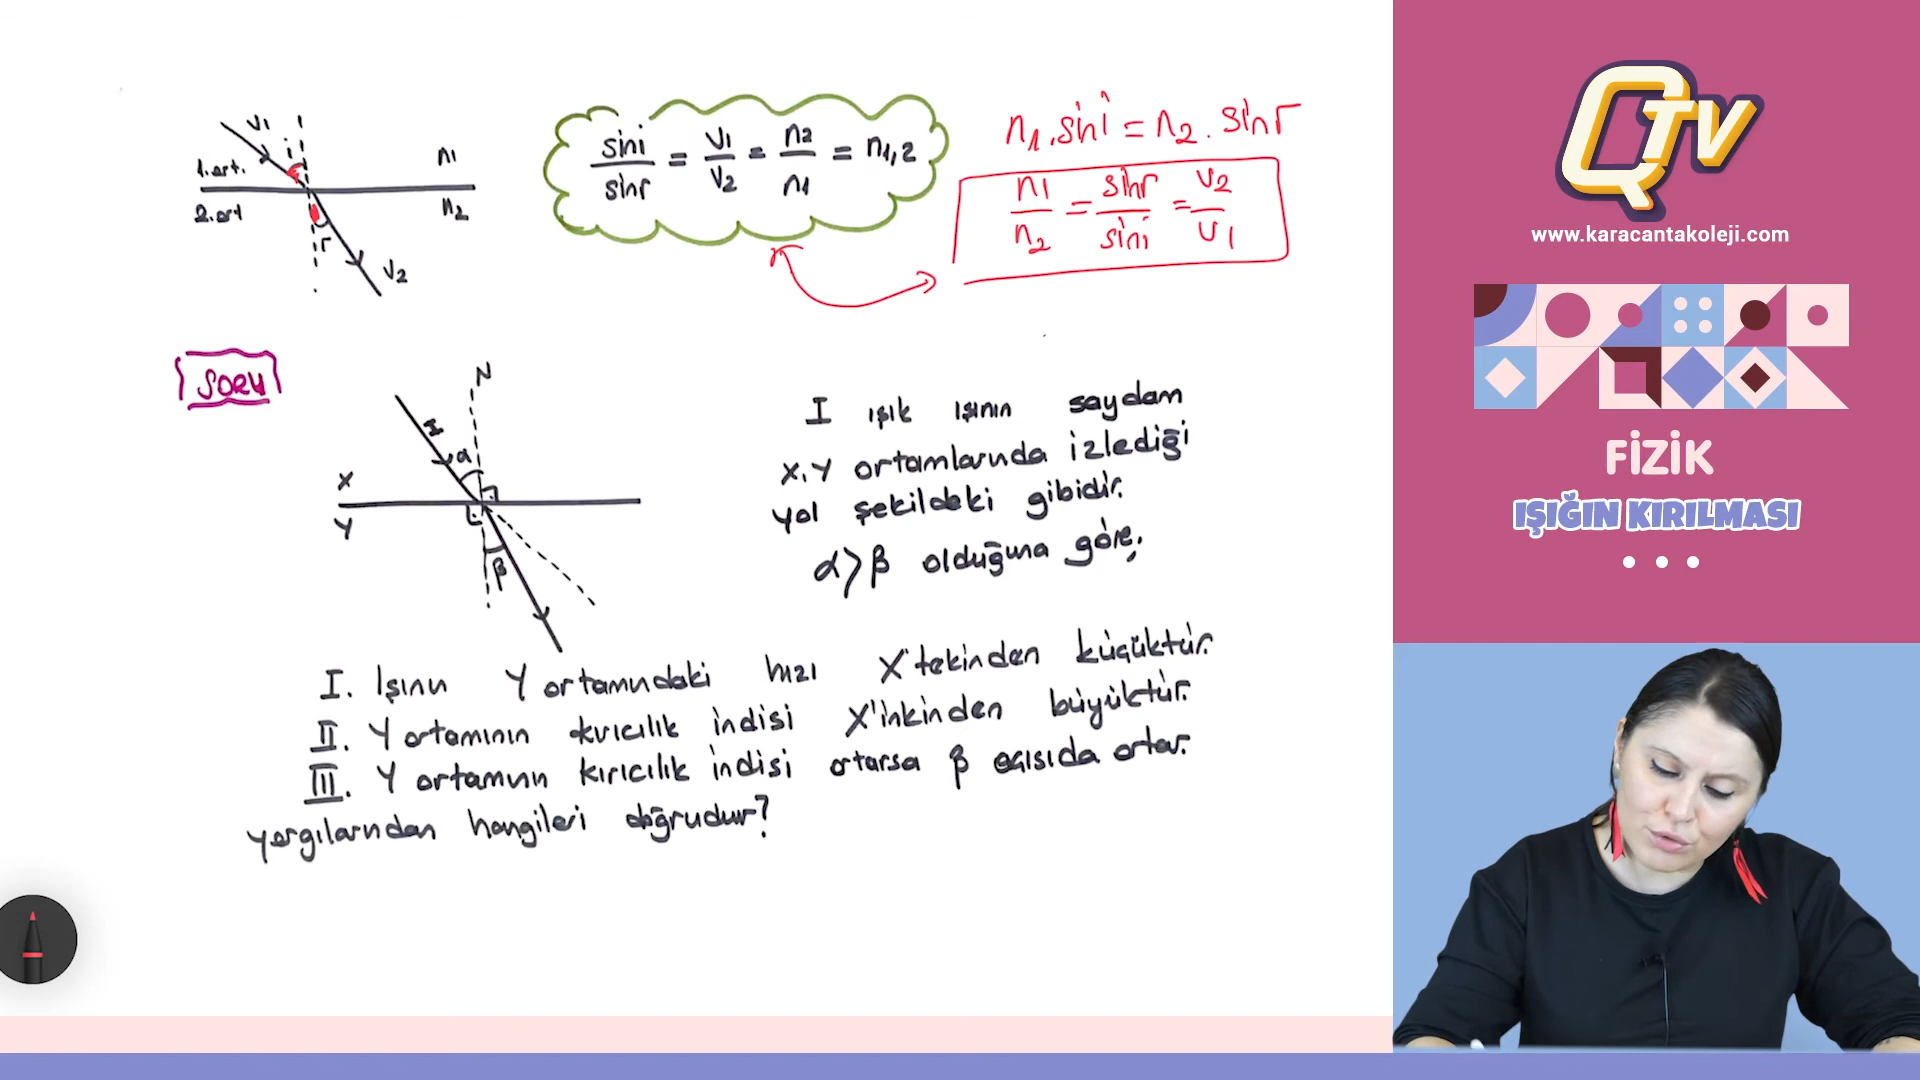 V1 i
1.ort. n1
2.ort n2
r
V2
sini / sinr = V1 / V2 = n2 / n1 = n1,2
n1.sini = n2.sinr
n1 / n2 = sinr / sini = V2 / V1
SORU
N
I α
X
Y
β
I ışık ışının saydam
X,Y ortamlarında izlediği
yol şekildeki gibidir.
α>β olduğuna göre,
I. Işının Y ortamındaki hızı X'tekinden küçüktür.
II. Y ortamının kırıcılık indisi X'inkinden büyüktür.
III. Y ortamının kırıcılık indisi artarsa β açısıda artar.
yargılarından hangileri doğrudur?
QTV
www.karacantakoleji.com
FİZİK
IŞIĞIN KIRILMASI